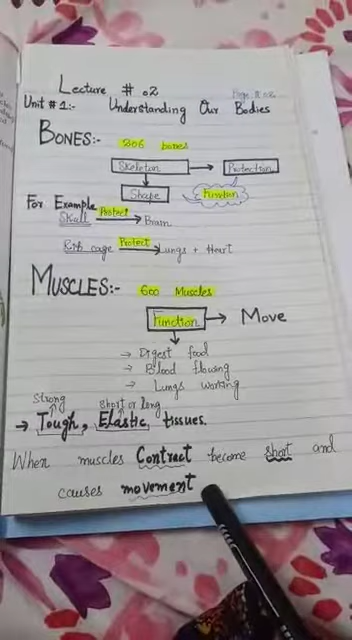 Lecture # 02
Page # 02
Unit # 1:- Understanding Our Bodies
BONES:- 206 bones
Skeleton → Protection
Shape Function
For Example
Skull Protect → Brain
Rib cage Protect → Lungs + Heart
MUSCLES:- 600 Muscles
Function → Move
→ Digest food
→ Blood flowing
→ Lungs working
Strong short or long
→ Tough, Elastic tissues.
When muscles Contract become short and
causes movement